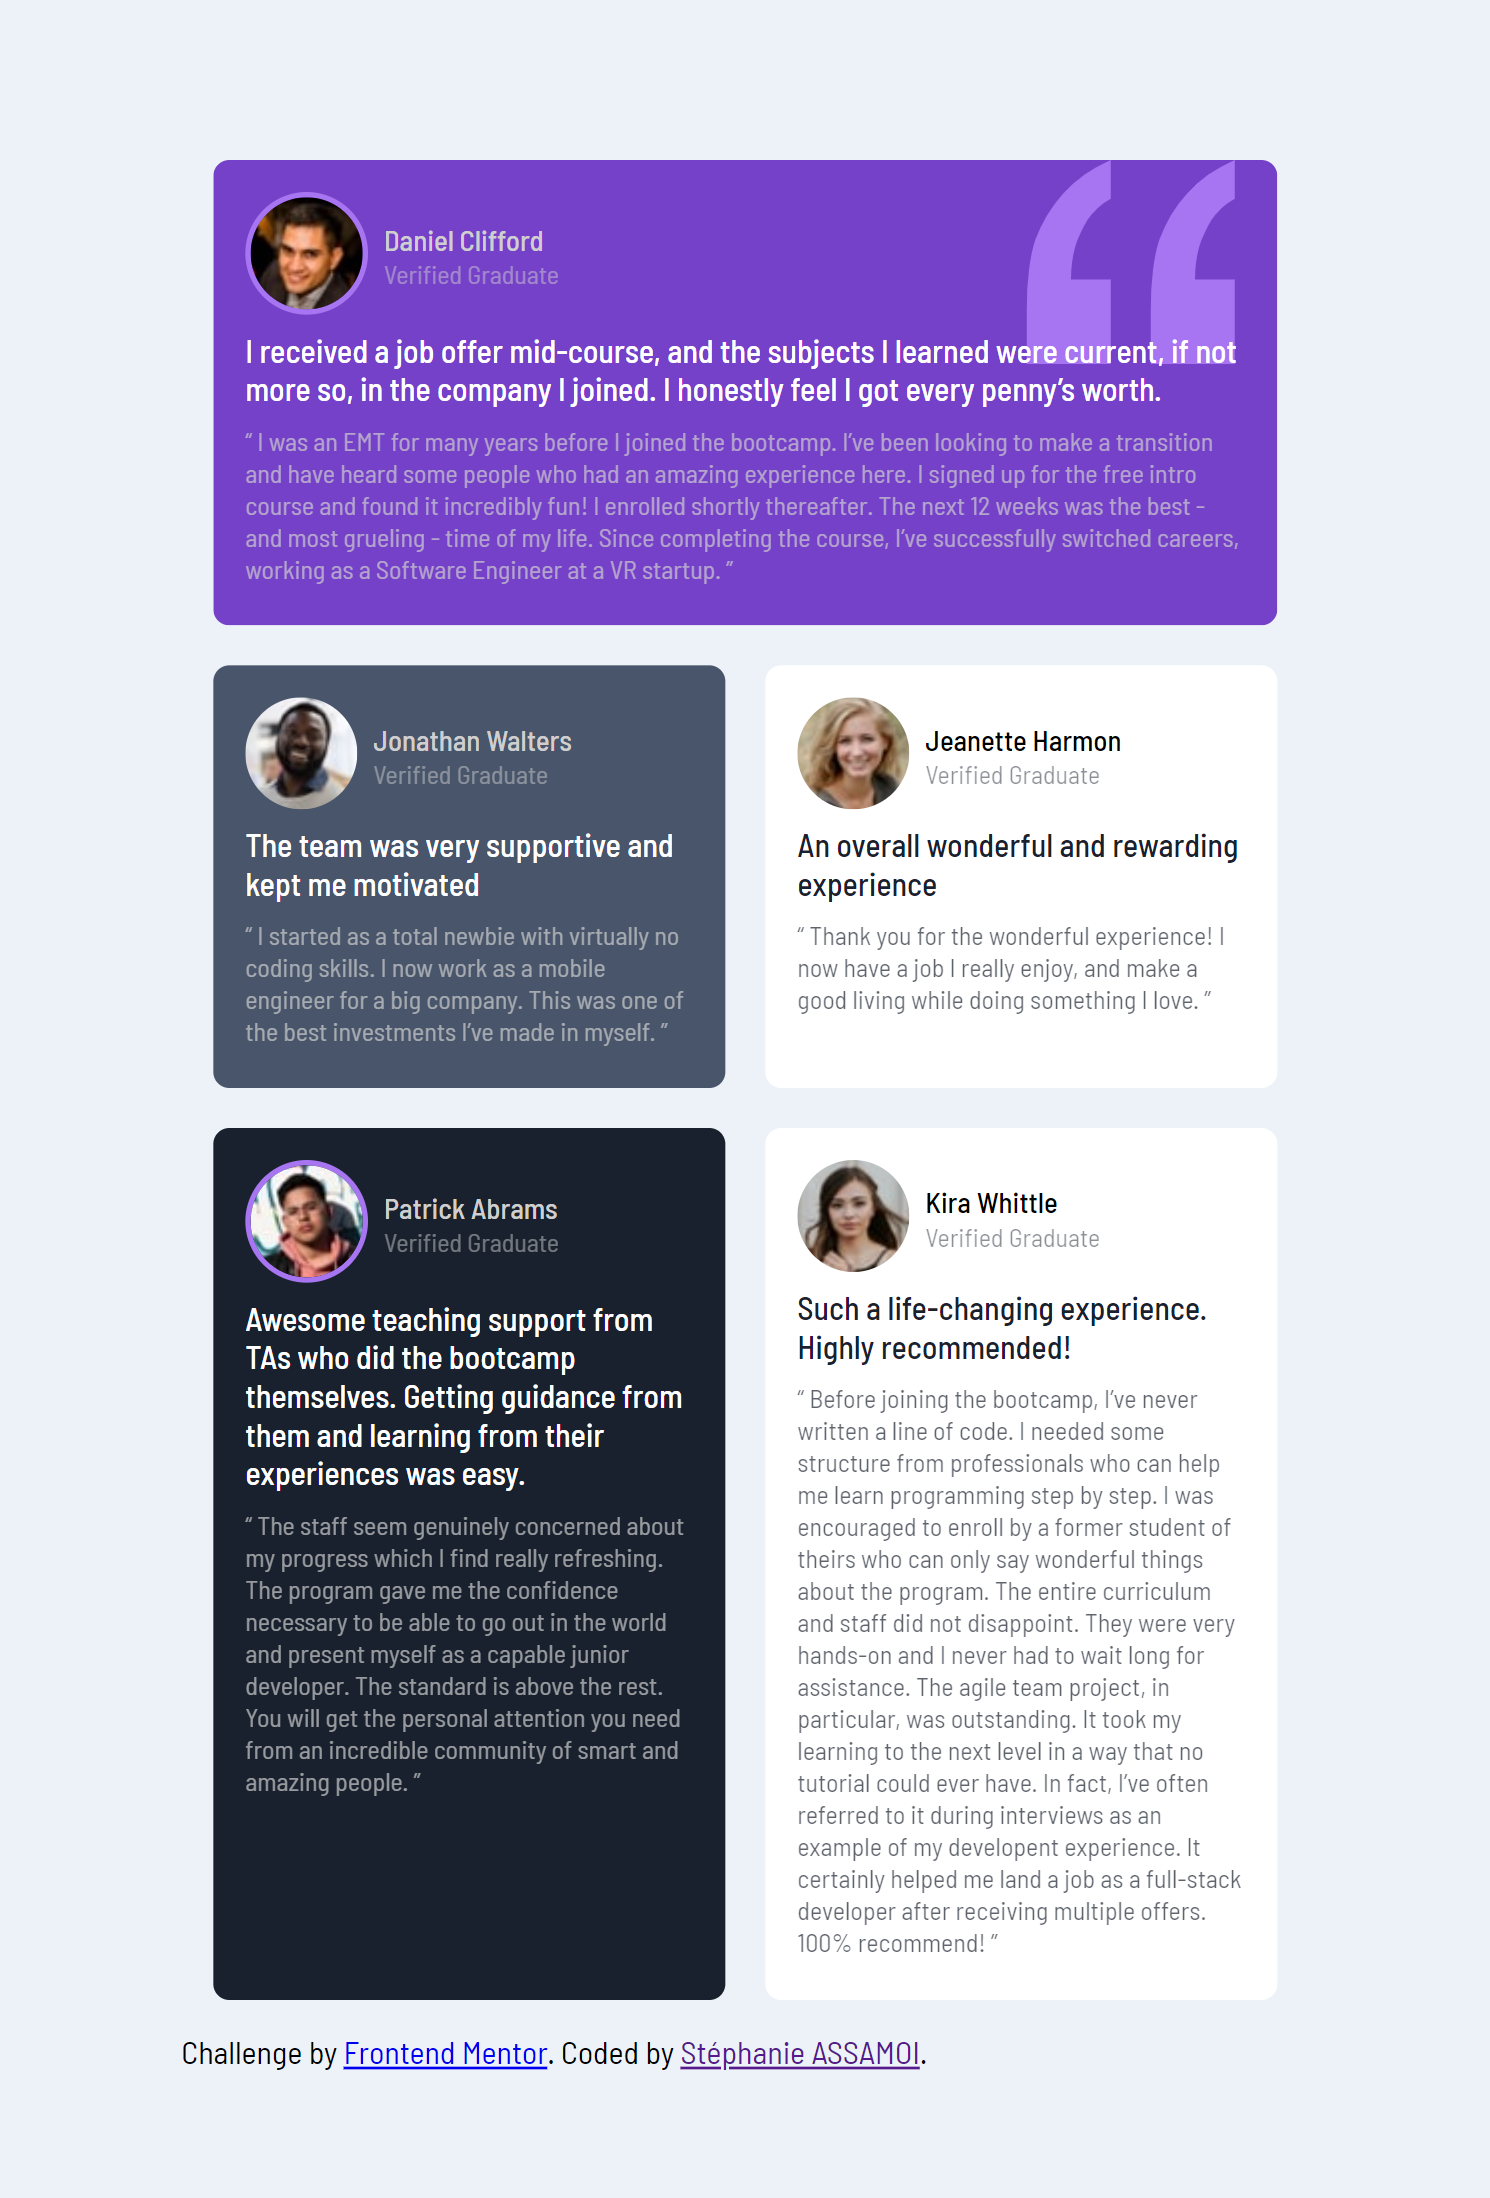 Daniel Clifford
Verified Graduate
I received a job offer mid-course, and the subjects I learned were current, if not
more so, in the company I joined. I honestly feel I got every penny’s worth.
“ I was an EMT for many years before I joined the bootcamp. I’ve been looking to make a transition
and have heard some people who had an amazing experience here. I signed up for the free intro
course and found it incredibly fun! I enrolled shortly thereafter. The next 12 weeks was the best -
and most grueling - time of my life. Since completing the course, I’ve successfully switched careers,
working as a Software Engineer at a VR startup. ”
Jonathan Walters
Verified Graduate
The team was very supportive and
kept me motivated
“ I started as a total newbie with virtually no
coding skills. I now work as a mobile
engineer for a big company. This was one of
the best investments I’ve made in myself. ”
Jeanette Harmon
Verified Graduate
An overall wonderful and rewarding
experience
“ Thank you for the wonderful experience! I
now have a job I really enjoy, and make a
good living while doing something I love. ”
Patrick Abrams
Verified Graduate
Awesome teaching support from
TAs who did the bootcamp
themselves. Getting guidance from
them and learning from their
experiences was easy.
“ The staff seem genuinely concerned about
my progress which I find really refreshing.
The program gave me the confidence
necessary to be able to go out in the world
and present myself as a capable junior
developer. The standard is above the rest.
You will get the personal attention you need
from an incredible community of smart and
amazing people. ”
Kira Whittle
Verified Graduate
Such a life-changing experience.
Highly recommended!
“ Before joining the bootcamp, I’ve never
written a line of code. I needed some
structure from professionals who can help
me learn programming step by step. I was
encouraged to enroll by a former student of
theirs who can only say wonderful things
about the program. The entire curriculum
and staff did not disappoint. They were very
hands-on and I never had to wait long for
assistance. The agile team project, in
particular, was outstanding. It took my
learning to the next level in a way that no
tutorial could ever have. In fact, I’ve often
referred to it during interviews as an
example of my developent experience. It
certainly helped me land a job as a full-stack
developer after receiving multiple offers.
100% recommend! ”
Challenge by Frontend Mentor. Coded by Stéphanie ASSAMOI.